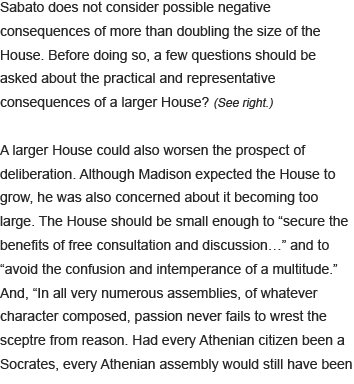 Sabato does not consider possible negative
consequences of more than doubling the size of the
House. Before doing so, a few questions should be
asked about the practical and representative
consequences of a larger House? (See right.)

A larger House could also worsen the prospect of
deliberation. Although Madison expected the House to
grow, he was also concerned about it becoming too
large. The House should be small enough to “secure the
benefits of free consultation and discussion…” and to
“avoid the confusion and intemperance of a multitude.”
And, “In all very numerous assemblies, of whatever
character composed, passion never fails to wrest the
sceptre from reason. Had every Athenian citizen been a
Socrates, every Athenian assembly would still have been